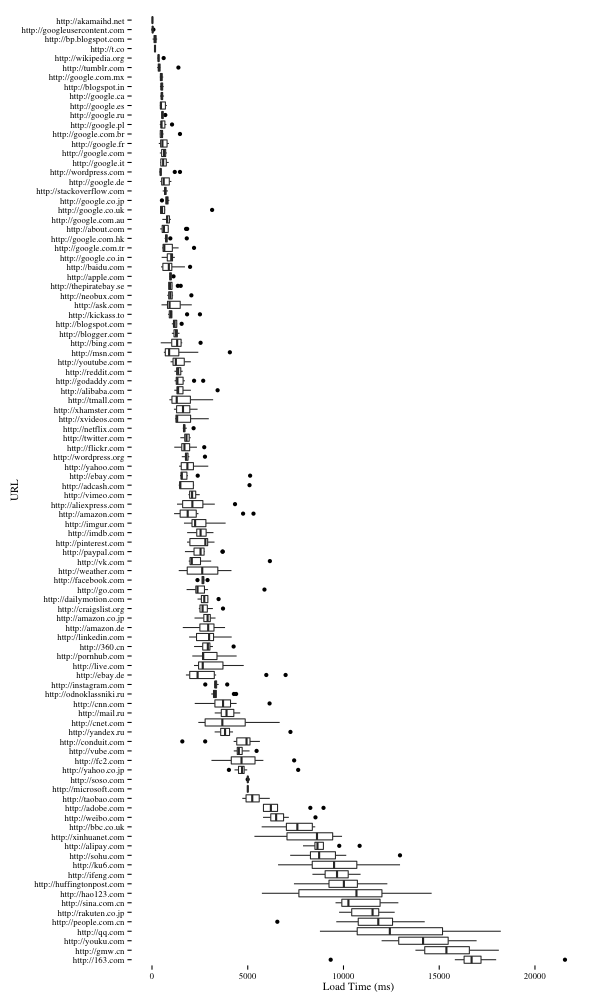 http://akamaihd.net
http://googleusercontent.com
http://bp.blogspot.com
http://t.co
http://wikipedia.org
http://tumblr.com
http://google.com.mx
http://blogspot.in
http://google.ca
http://google.es
http://google.ru
http://google.pl
http://google.com.br
http://google.fr
http://google.com
http://google.it
http://wordpress.com
http://google.de
http://stackoverflow.com
http://google.co.jp
http://google.co.uk
http://google.com.au
http://about.com
http://google.com.hk
http://google.com.tr
http://google.co.in
http://baidu.com
http://apple.com
http://thepiratebay.se
http://neobux.com
http://ask.com
http://kickass.to
http://blogspot.com
http://blogger.com
http://bing.com
http://msn.com
http://youtube.com
http://reddit.com
http://godaddy.com
http://alibaba.com
http://tmall.com
http://xhamster.com
http://xvideos.com
http://netflix.com
http://twitter.com
http://flickr.com
http://wordpress.org
http://yahoo.com
http://ebay.com
http://adcash.com
http://vimeo.com
http://aliexpress.com
http://amazon.com
http://imgur.com
http://imdb.com
http://pinterest.com
http://paypal.com
http://vk.com
http://weather.com
http://facebook.com
http://go.com
http://dailymotion.com
http://craigslist.org
http://amazon.co.jp
http://amazon.de
http://linkedin.com
http://360.cn
http://pornhub.com
http://live.com
http://ebay.de
http://instagram.com
http://odnoklassniki.ru
http://cnn.com
http://mail.ru
http://cnet.com
http://yandex.ru
http://conduit.com
http://vube.com
http://fc2.com
http://yahoo.co.jp
http://soso.com
http://microsoft.com
http://taobao.com
http://adobe.com
http://weibo.com
http://bbc.co.uk
http://xinhuanet.com
http://alipay.com
http://sohu.com
http://ku6.com
http://ifeng.com
http://huffingtonpost.com
http://hao123.com
http://sina.com.cn
http://rakuten.co.jp
http://people.com.cn
http://qq.com
http://youku.com
http://gmw.cn
http://163.com
URL
0 5000 10000 15000 20000
Load Time (ms)